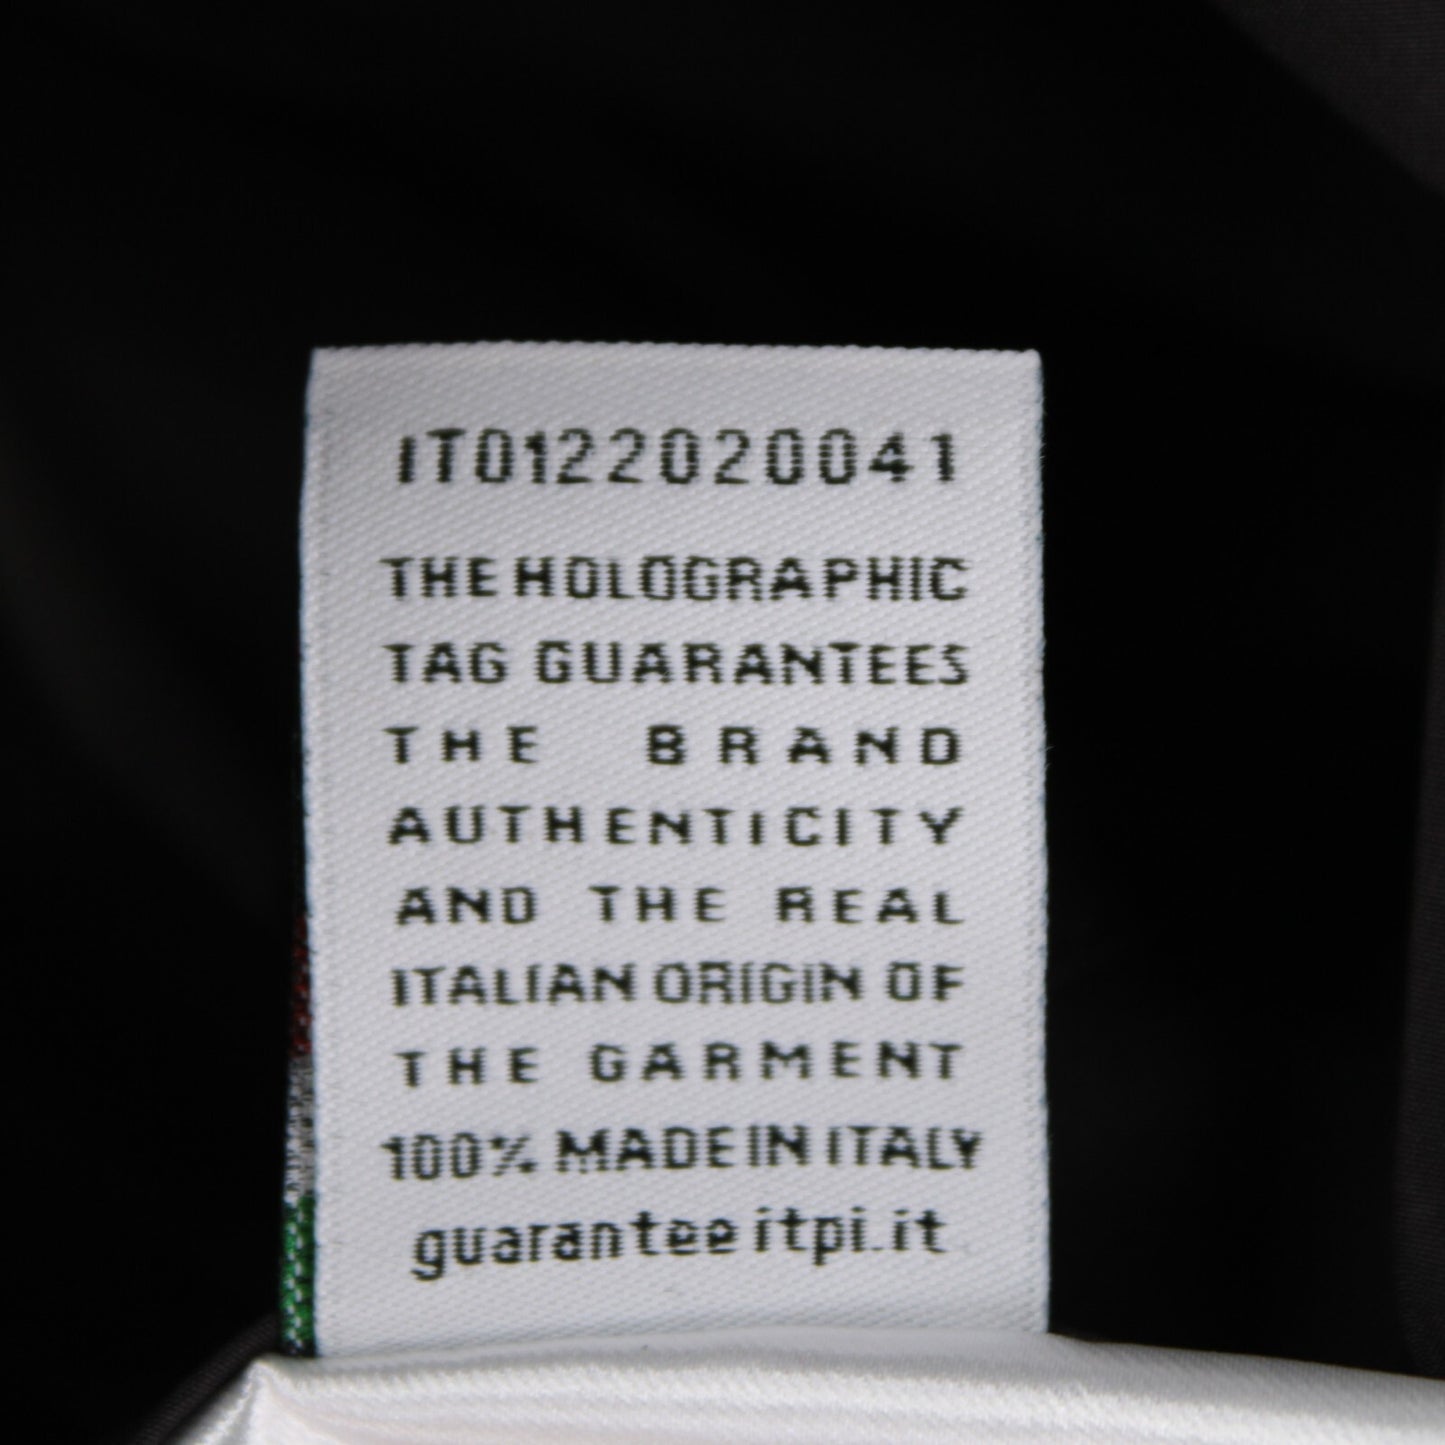 IT0122020041
THE HOLOGRAPHIC
TAG GUARANTEES
THE BRAND
AUTHENTICITY
AND THE REAL
ITALIAN ORIGIN OF
THE GARMENT
100% MADE IN ITALY
guarantee itpi.it